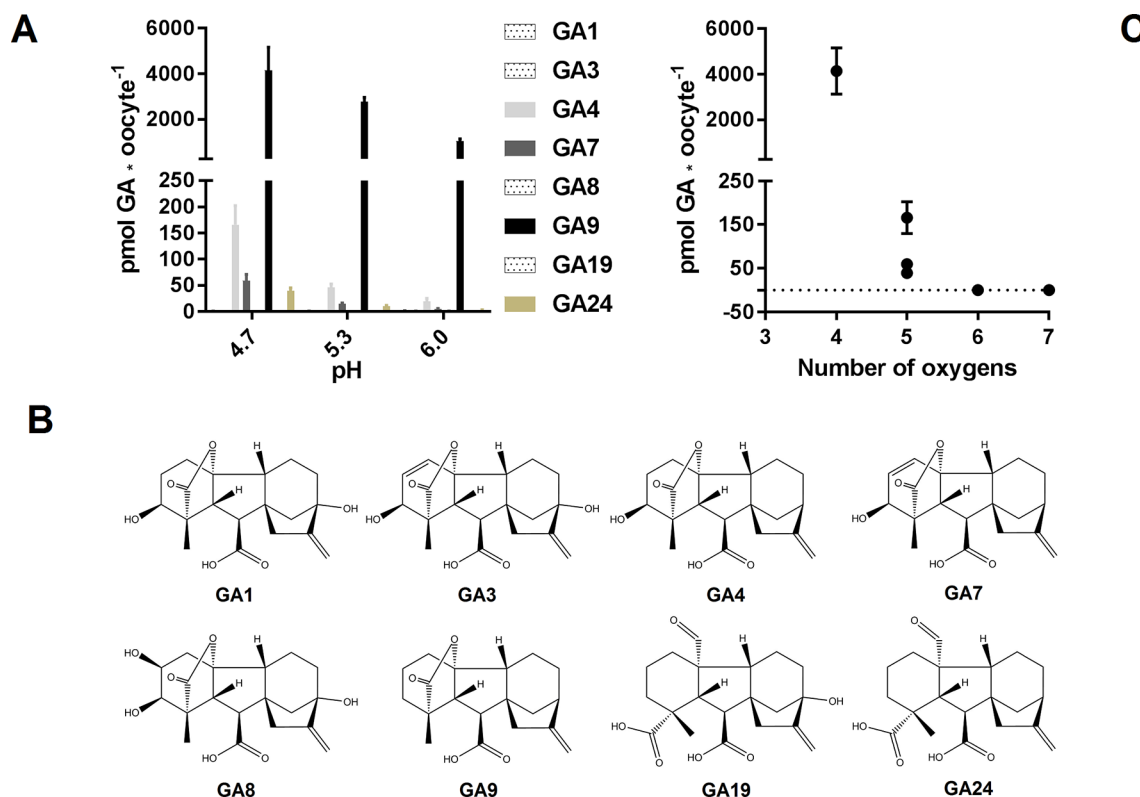 A
6000
4000
2000
250
200
150
100
50
0
pmol GA * oocyte-1
4.7
5.3
6.0
pH
GA1
GA3
GA4
GA7
GA8
GA9
GA19
GA24
6000
4000
2000
250
150
50
-50
pmol GA * oocyte-1
3
4
5
6
7
Number of oxygens
C
B
O
H
O
H
HO
OH
HO
O
GA1
O
H
O
H
HO
OH
HO
O
GA3
O
H
O
H
HO
HO
O
GA4
O
H
O
H
HO
HO
O
GA7
O
H
HO
O
H
HO
OH
HO
O
GA8
O
H
O
H
HO
O
GA9
O
H
H
OH
HO
O
HO
O
GA19
O
H
H
HO
O
HO
O
GA24